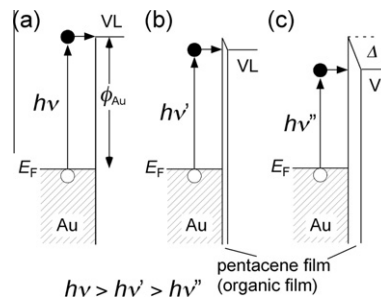 (a)
VL
hν
ϕAu
EF
Au
(b)
VL
hν'
EF
Au
(c)
Δ
V
hν"
EF
Au
pentacene film
(organic film)
hν > hν' > hν"